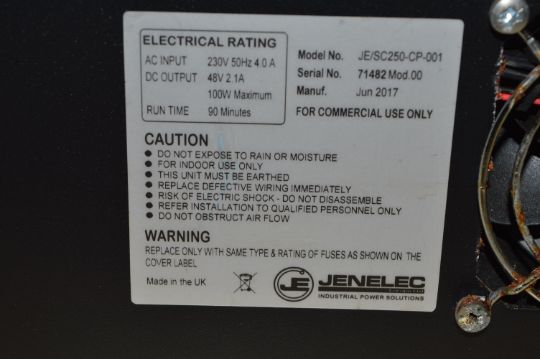 ELECTRICAL RATING
AC INPUT 230V 50Hz 4.0 A
DC OUTPUT 48V 2.1A
100W Maximum
RUN TIME 90 Minutes
Model No. JE/SC250-CP-001
Serial No. 71482 Mod.00
Manuf. Jun 2017
FOR COMMERCIAL USE ONLY
CAUTION
● DO NOT EXPOSE TO RAIN OR MOISTURE
● FOR INDOOR USE ONLY
● THIS UNIT MUST BE EARTHED
● REPLACE DEFECTIVE WIRING IMMEDIATELY
● RISK OF ELECTRIC SHOCK - DO NOT DISASSEMBLE
● REFER INSTALLATION TO QUALIFIED PERSONNEL ONLY
● DO NOT OBSTRUCT AIR FLOW
WARNING
REPLACE ONLY WITH SAME TYPE & RATING OF FUSES AS SHOWN ON THE
COVER LABEL
Made in the UK
JE
JENELEC
INDUSTRIAL POWER SOLUTIONS